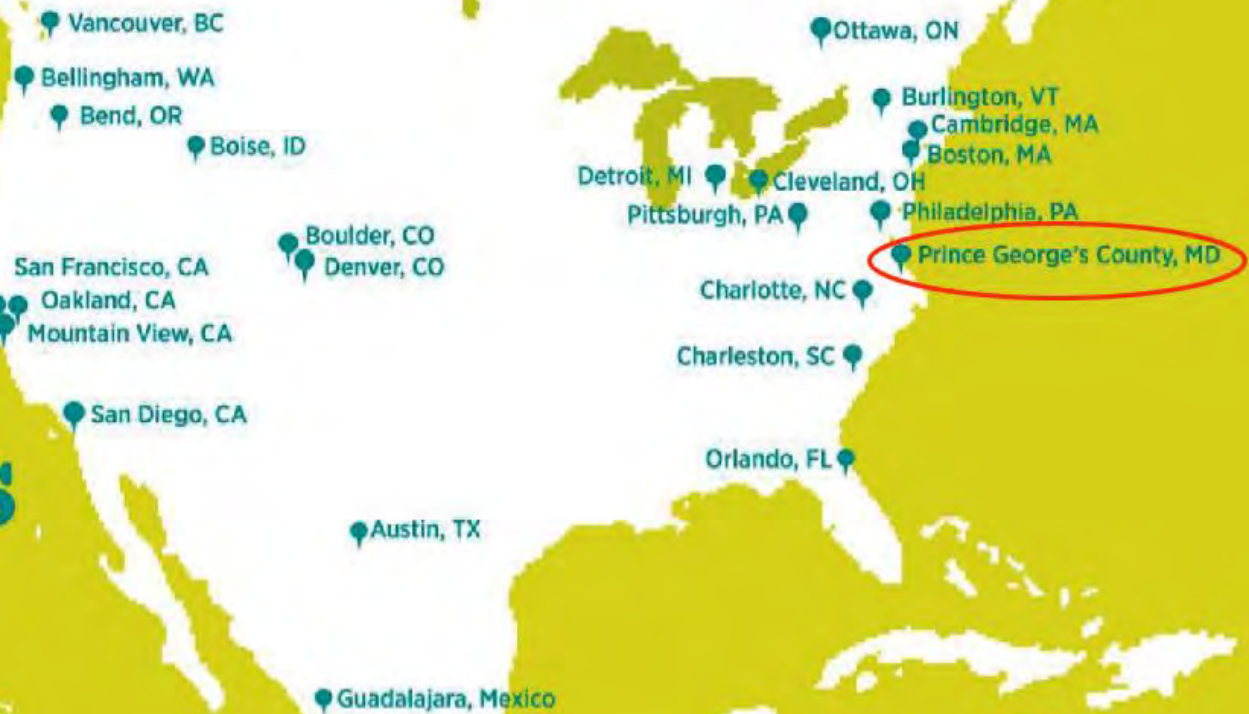 Vancouver, BC
Ottawa, ON
Bellingham, WA
Burlington, VT
Bend, OR
Cambridge, MA
Boise, ID
Boston, MA
Detroit, MI
Cleveland, OH
Pittsburgh, PA
Philadelphia, PA
Boulder, CO
Prince George's County, MD
San Francisco, CA
Denver, CO
Oakland, CA
Charlotte, NC
Mountain View, CA
Charleston, SC
San Diego, CA
Orlando, FL
Austin, TX
Guadalajara, Mexico